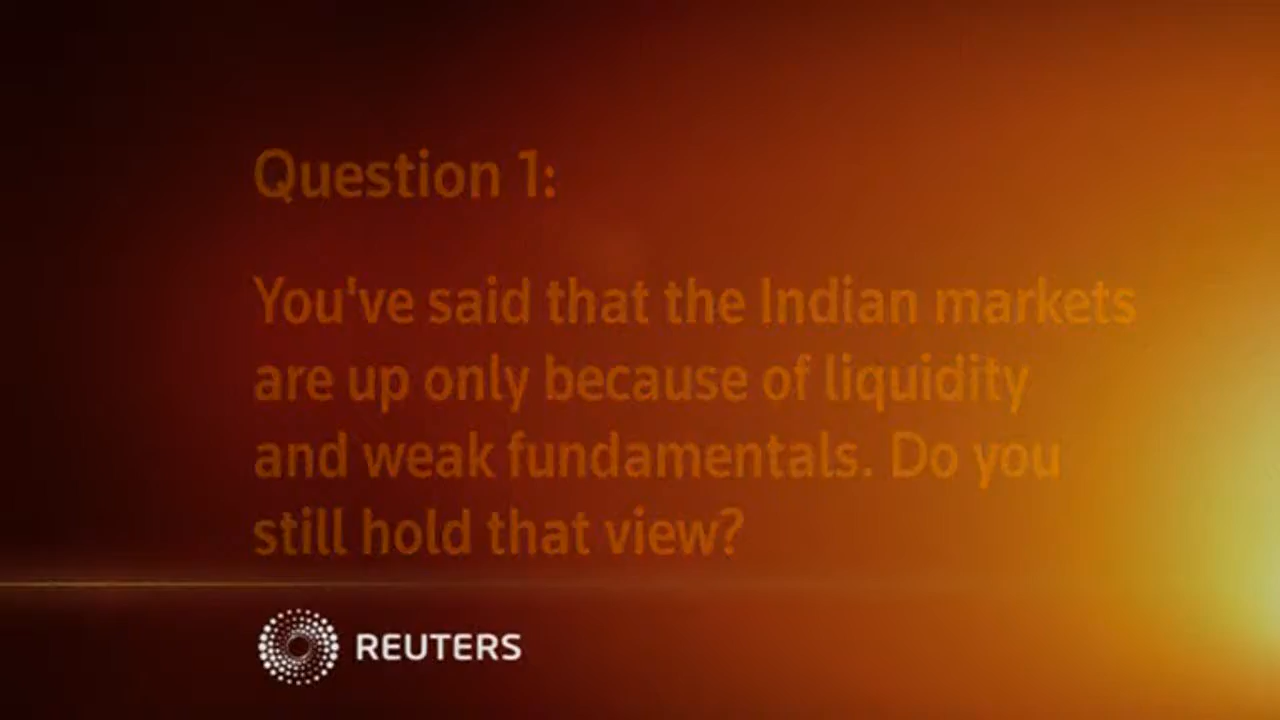 Question 1:
You've said that the Indian markets
are up only because of liquidity
and weak fundamentals. Do you
still hold that view?
REUTERS